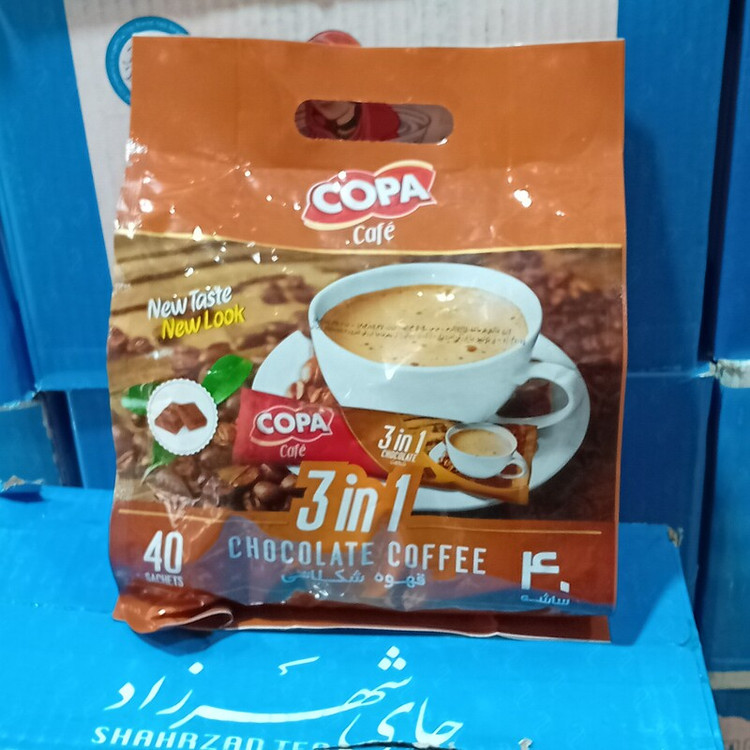 COPA
Café
New Taste
New Look
COPA
Café
3 in 1
CHOCOLATE
3 in 1
CHOCOLATE COFFEE
قهوه شکلاتی
40
SACHETS
۴۰
ساشه
چای شهرزاد
SHAHRZAD TEA